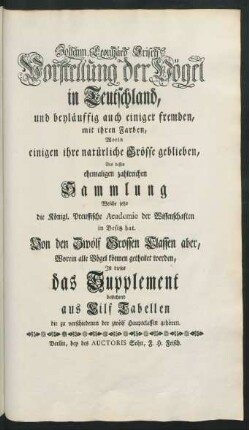 Johann Leonhard Frisch
Vorstellung der Vögel
in Teutschland,
und beyläuffig auch einiger fremden,
mit ihren Farben,
Worin
einigen ihre natürliche Grösse geblieben,
Aus dessen
ehemaligen zahlreichen
Sammlung
Welche jetzo
die Königl. Preussische Academie der Wissenschaften
in Besitz hat.
Von den Zwölf Grossen Classen aber,
Worein alle Vögel können getheilet werden,
Ist dieses
das Supplement
bestehend
aus Eilf Tabellen
die zu verschiedenen der zwölf Hauptclassen gehören.
Berlin, bey des AUCTORIS Sohn, F. H. Frisch.